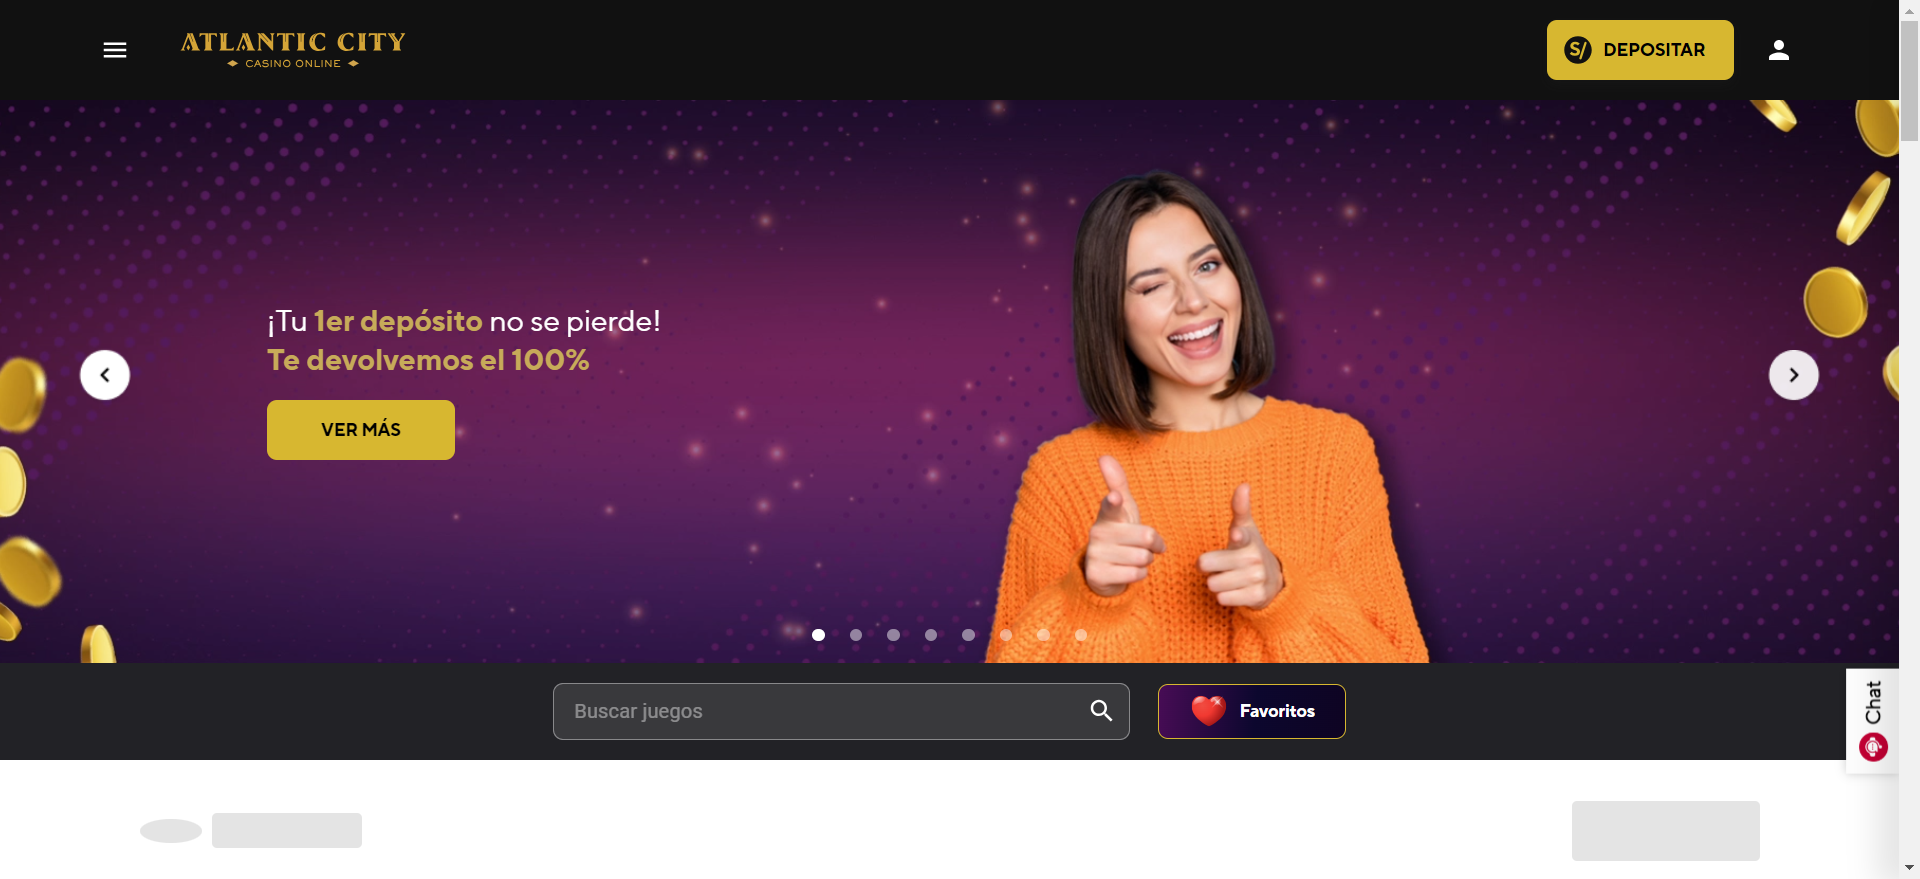 ATLANTIC CITY
CASINO ONLINE
S/ DEPOSITAR
¡Tu 1er depósito no se pierde!
Te devolvemos el 100%
VER MÁS
Buscar juegos
Favoritos
Chat